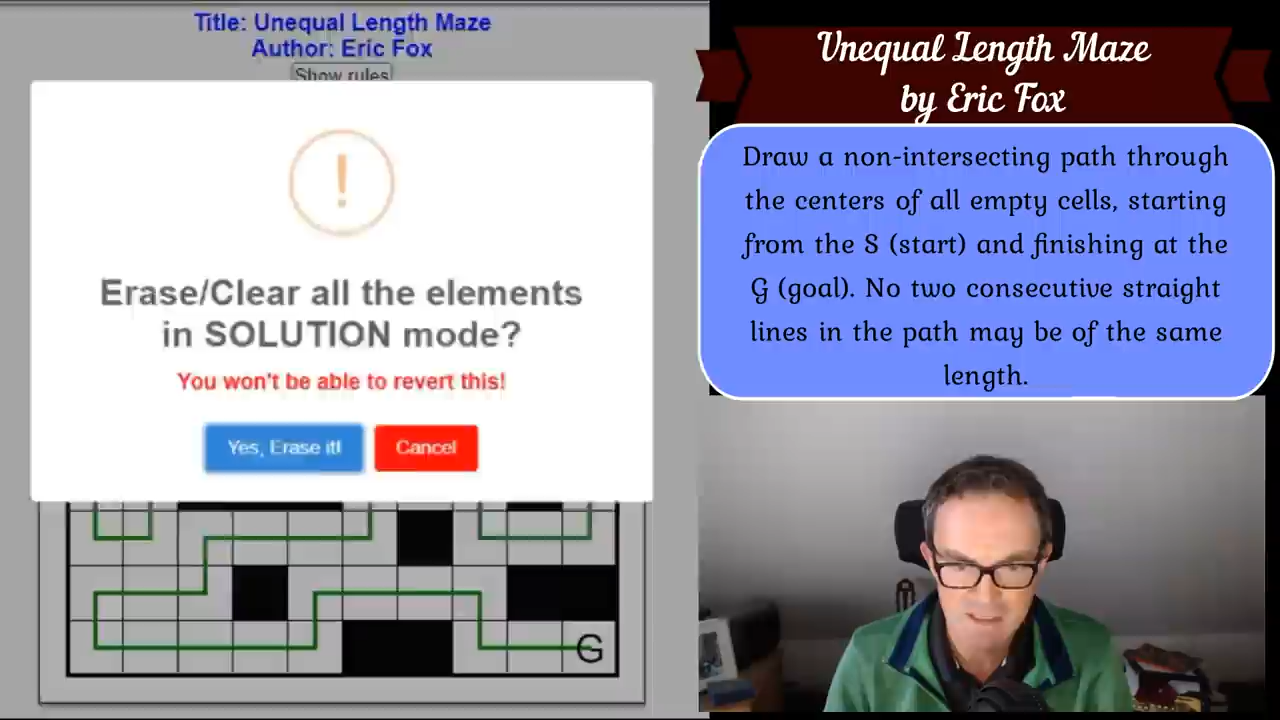 Title: Unequal Length Maze
Author: Eric Fox
Show rules
!
Erase/Clear all the elements
in SOLUTION mode?
You won't be able to revert this!
Yes, Erase it!
Cancel
G
Unequal Length Maze
by Eric Fox
Draw a non-intersecting path through
the centers of all empty cells, starting
from the S (start) and finishing at the
G (goal). No two consecutive straight
lines in the path may be of the same
length.